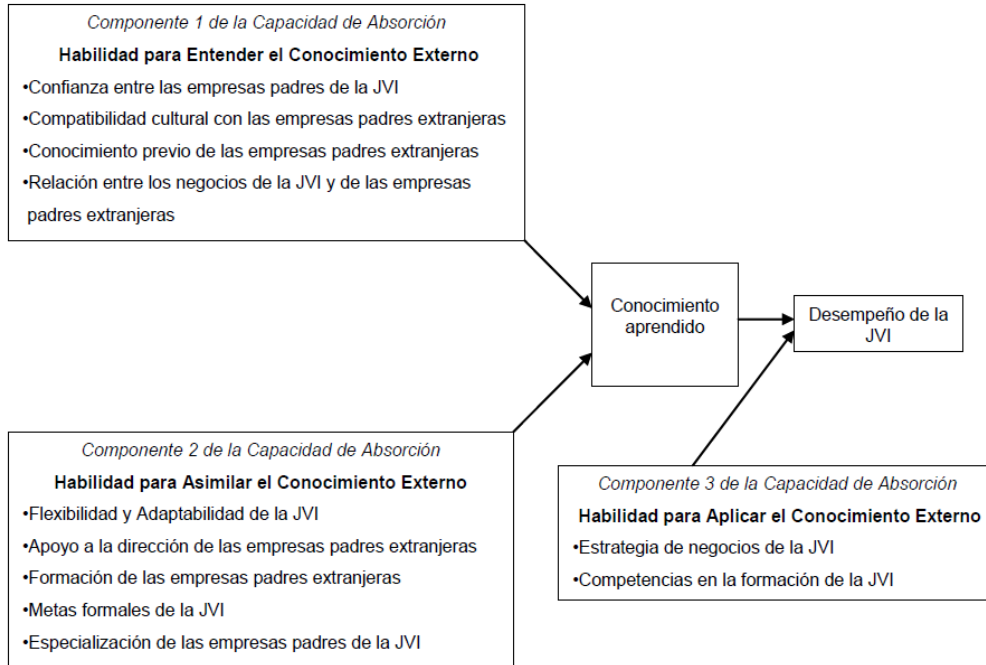 Componente 1 de la Capacidad de Absorción
Habilidad para Entender el Conocimiento Externo
•Confianza entre las empresas padres de la JVI
•Compatibilidad cultural con las empresas padres extranjeras
•Conocimiento previo de las empresas padres extranjeras
•Relación entre los negocios de la JVI y de las empresas
padres extranjeras
Conocimiento
aprendido
Desempeño de la
JVI
Componente 2 de la Capacidad de Absorción
Habilidad para Asimilar el Conocimiento Externo
•Flexibilidad y Adaptabilidad de la JVI
•Apoyo a la dirección de las empresas padres extranjeras
•Formación de las empresas padres extranjeras
•Metas formales de la JVI
•Especialización de las empresas padres de la JVI
Componente 3 de la Capacidad de Absorción
Habilidad para Aplicar el Conocimiento Externo
•Estrategia de negocios de la JVI
•Competencias en la formación de la JVI